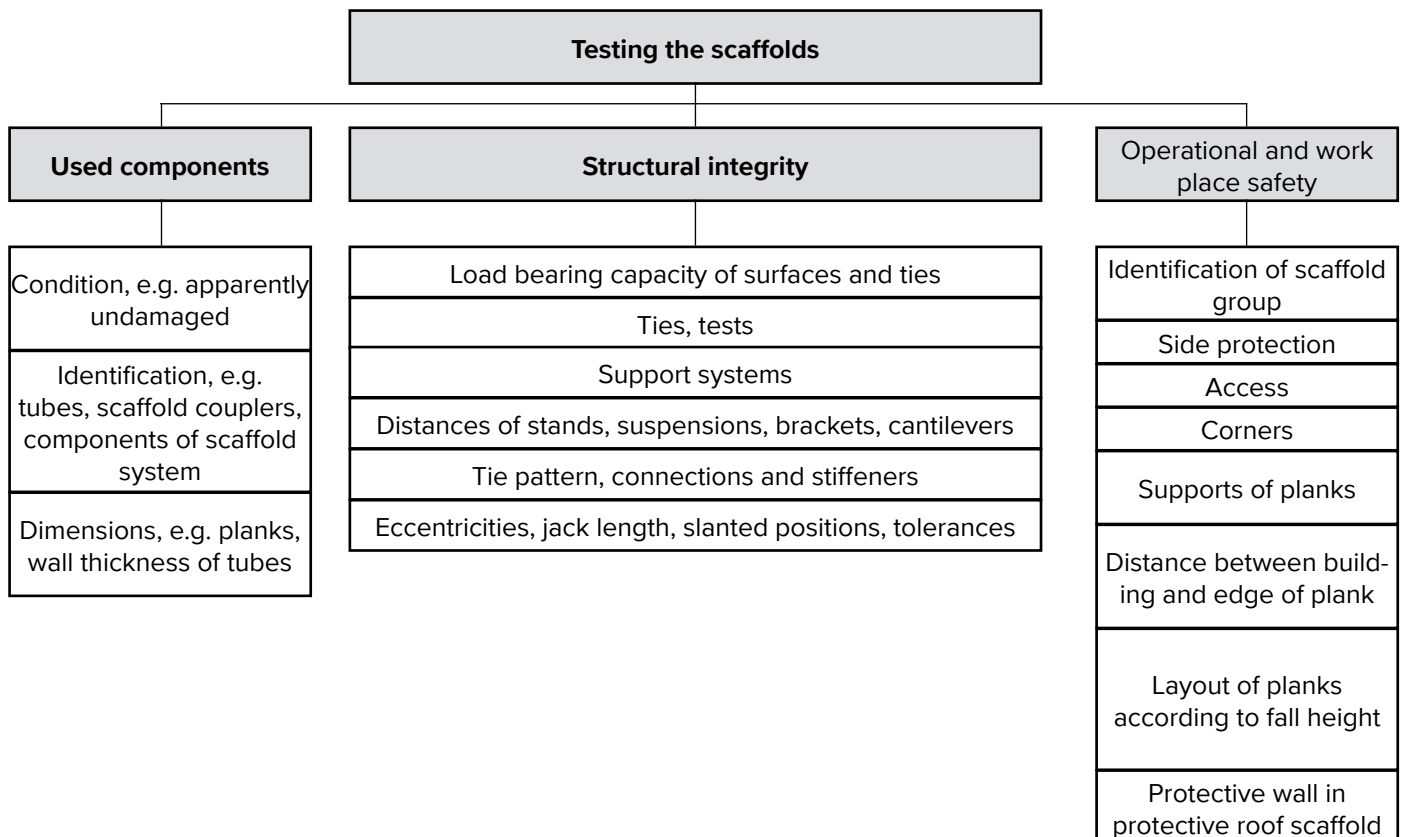 Testing the scaffolds
Used components
Condition, e.g. apparently
undamaged
Identification, e.g.
tubes, scaffold couplers,
components of scaffold
system
Dimensions, e.g. planks,
wall thickness of tubes
Structural integrity
Load bearing capacity of surfaces and ties
Ties, tests
Support systems
Distances of stands, suspensions, brackets, cantilevers
Tie pattern, connections and stiffeners
Eccentricities, jack length, slanted positions, tolerances
Operational and work
place safety
Identification of scaffold
group
Side protection
Access
Corners
Supports of planks
Distance between build-
ing and edge of plank
Layout of planks
according to fall height
Protective wall in
protective roof scaffold